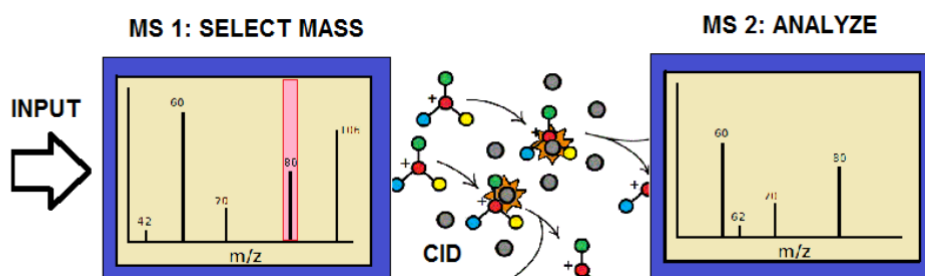 MS 1: SELECT MASS
MS 2: ANALYZE
INPUT
60
42
70
80
106
m/z
CID
60
62
70
80
m/z